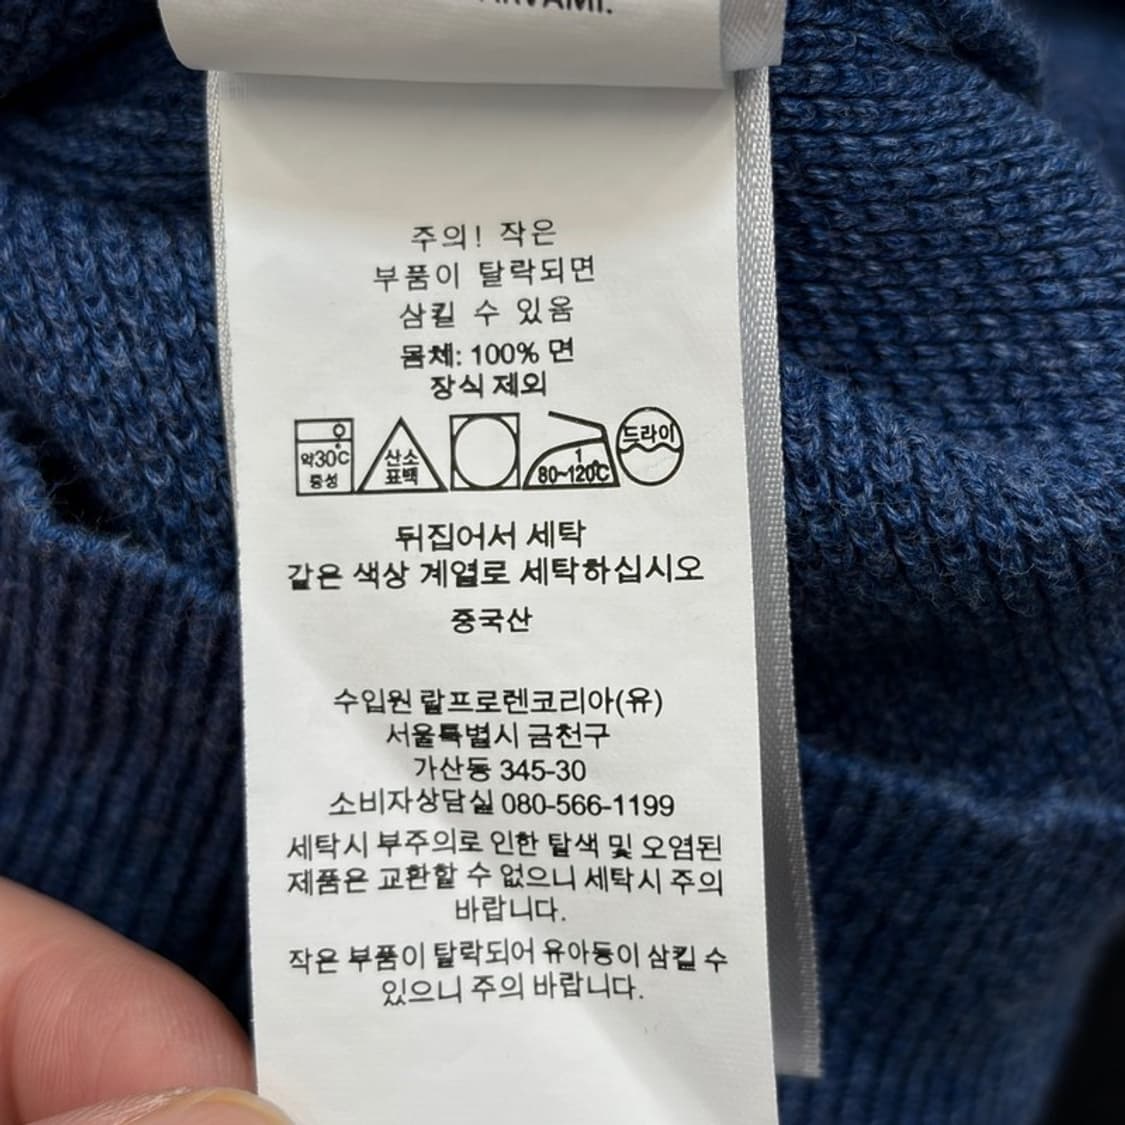 주의! 작은
부품이 탈락되면
삼킬 수 있음
몸체: 100% 면
장식 제외
약30°C
중성
산소
표백
1
80~120°C
드라이
뒤집어서 세탁
같은 색상 계열로 세탁하십시오
중국산
수입원 랄프로렌코리아(유)
서울특별시 금천구
가산동 345-30
소비자상담실 080-566-1199
세탁시 부주의로 인한 탈색 및 오염된
제품은 교환할 수 없으니 세탁시 주의
바랍니다.
작은 부품이 탈락되어 유아등이 삼킬 수
있으니 주의 바랍니다.